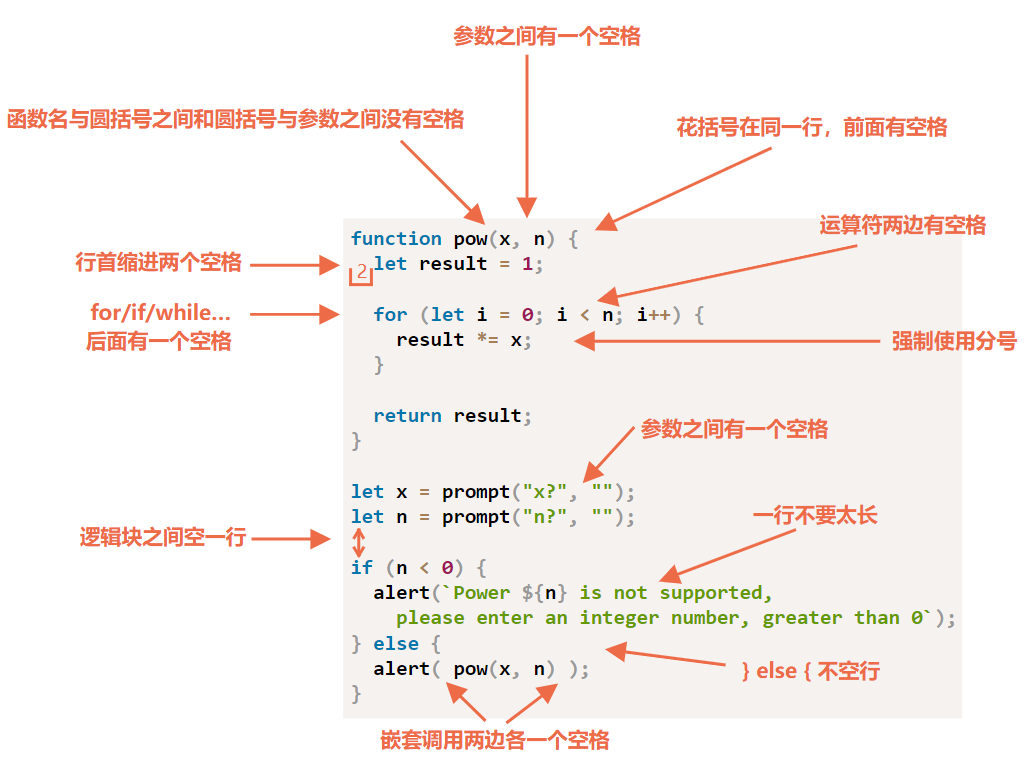 参数之间有一个空格
函数名与圆括号之间和圆括号与参数之间没有空格
花括号在同一行，前面有空格
运算符两边有空格
function pow(x, n) {
行首缩进两个空格
2
let result = 1;
for/if/while...
后面有一个空格
for (let i = 0; i < n; i++) {
result *= x;
强制使用分号
}
return result;
}
参数之间有一个空格
let x = prompt("x?", "");
let n = prompt("n?", "");
一行不要太长
逻辑块之间空一行
if (n < 0) {
alert(`Power ${n} is not supported,
please enter an integer number, greater than 0`);
} else {
} else { 不空行
alert( pow(x, n) );
}
嵌套调用两边各一个空格